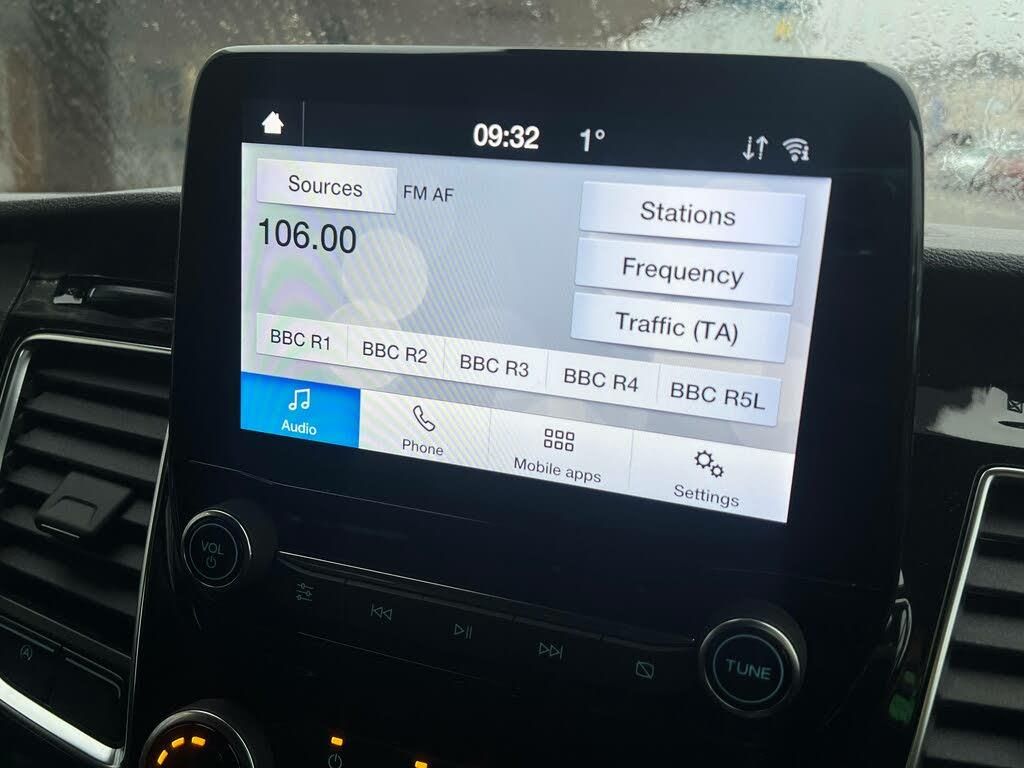 09:32 1°
Sources FM AF
106.00
Stations
Frequency
Traffic (TA)
BBC R1 BBC R2 BBC R3 BBC R4 BBC R5L
Audio Phone Mobile apps Settings
VOL
TUNE